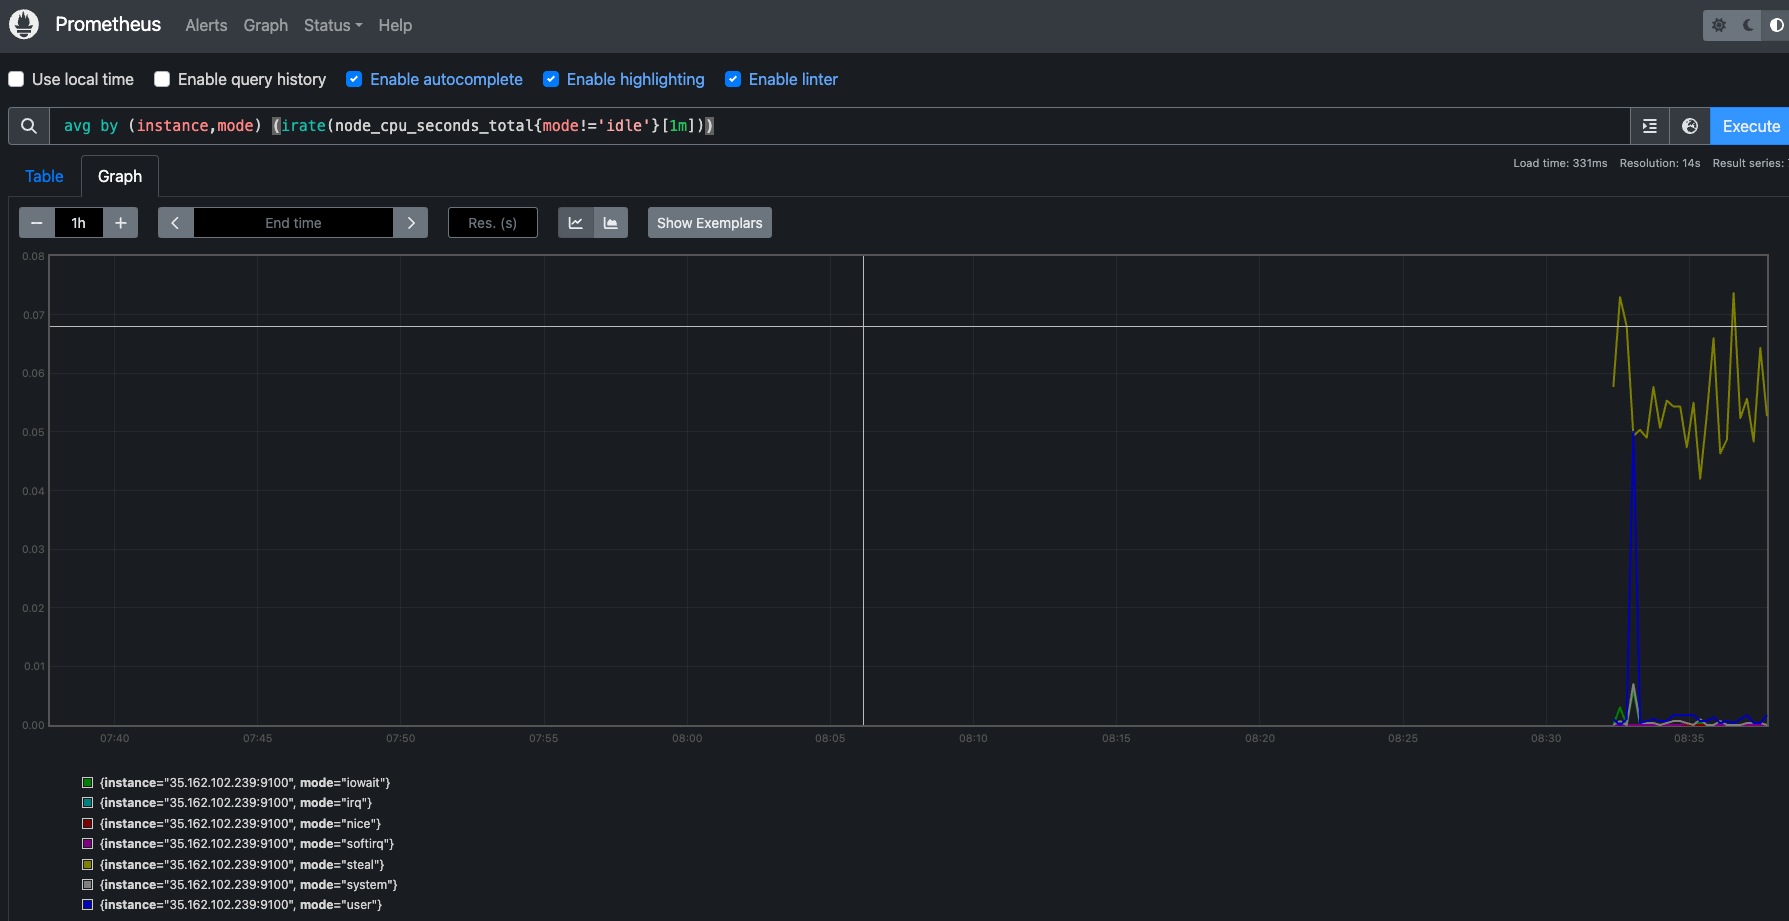 Prometheus Alerts Graph Status Help
Use local time Enable query history Enable autocomplete Enable highlighting Enable linter
avg by (instance,mode) (irate(node_cpu_seconds_total{mode!='idle'}[1m])) Execute
Load time: 331ms Resolution: 14s Result series:
Table Graph
1h End time Res. (s) Show Exemplars
0.08
0.07
0.06
0.05
0.04
0.03
0.02
0.01
0.00
07:40 07:45 07:50 07:55 08:00 08:05 08:10 08:15 08:20 08:25 08:30 08:35
{instance="35.162.102.239:9100", mode="iowait"}
{instance="35.162.102.239:9100", mode="irq"}
{instance="35.162.102.239:9100", mode="nice"}
{instance="35.162.102.239:9100", mode="softirq"}
{instance="35.162.102.239:9100", mode="steal"}
{instance="35.162.102.239:9100", mode="system"}
{instance="35.162.102.239:9100", mode="user"}